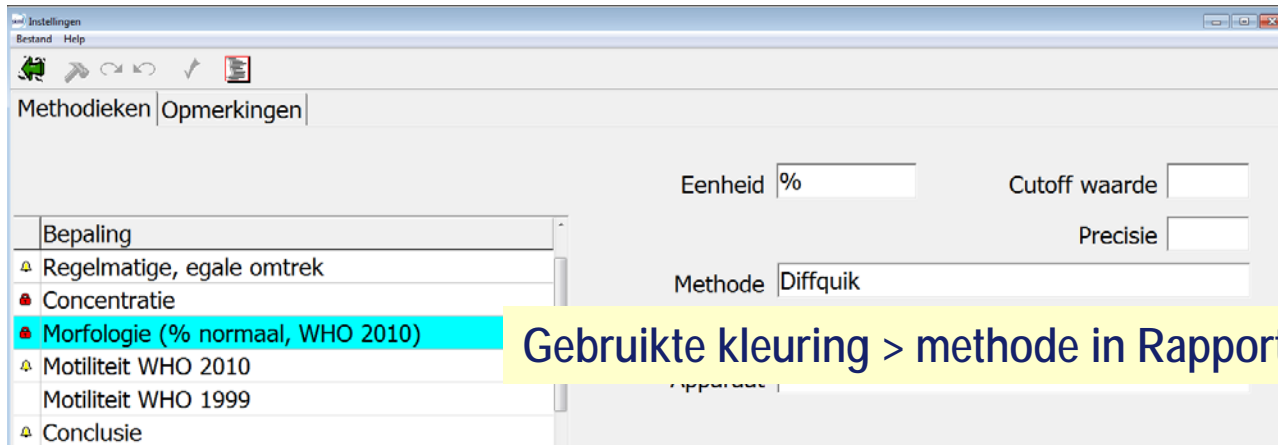 Instellingen
Bestand Help
Methodieken Opmerkingen
Eenheid % Cutoff waarde
Precisie
Bepaling
Regelmatige, egale omtrek
Methode Diffquik
Concentratie
Morfologie (% normaal, WHO 2010)
Gebruikte kleuring > methode in Rapport
Motiliteit WHO 2010
Apparaat
Motiliteit WHO 1999
Conclusie